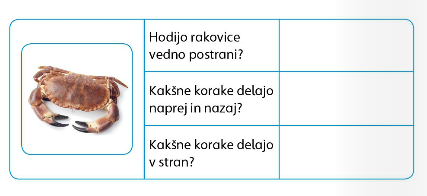 Hodijo rakovice
vedno postrani?
Kakšne korake delajo
naprej in nazaj?
Kakšne korake delajo
v stran?